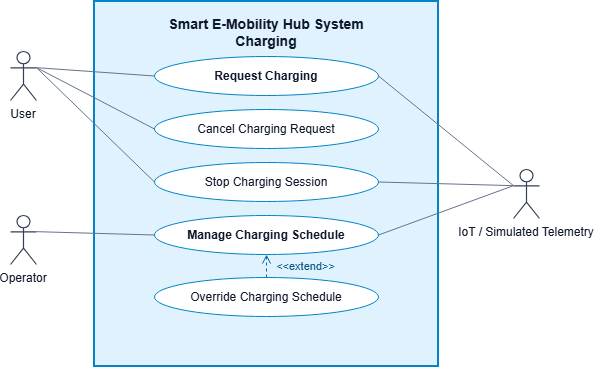 Smart E-Mobility Hub System
Charging
Request Charging
User
Cancel Charging Request
Stop Charging Session
IoT / Simulated Telemetry
Manage Charging Schedule
Operator
<<extend>>
Override Charging Schedule